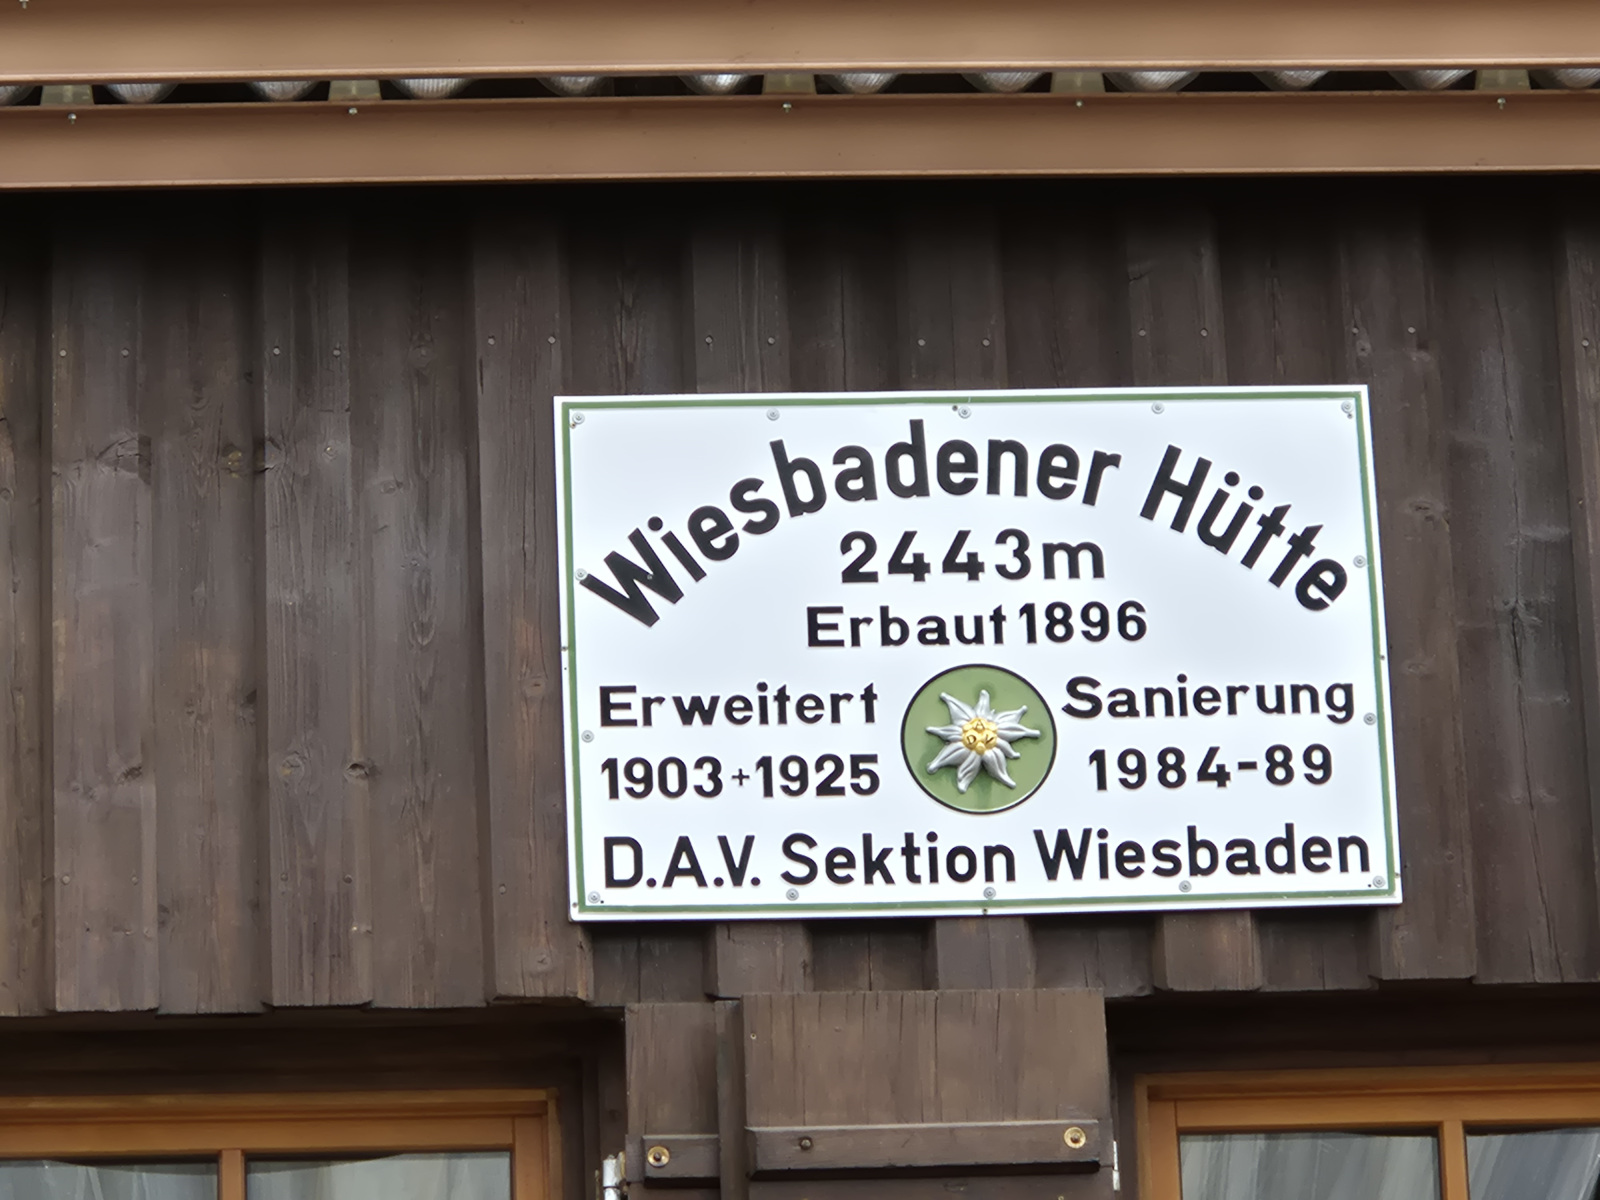 Wiesbadener Hütte
2443m
Erbaut 1896
Erweitert
1903+1925
Sanierung
1984-89
D.A.V. Sektion Wiesbaden